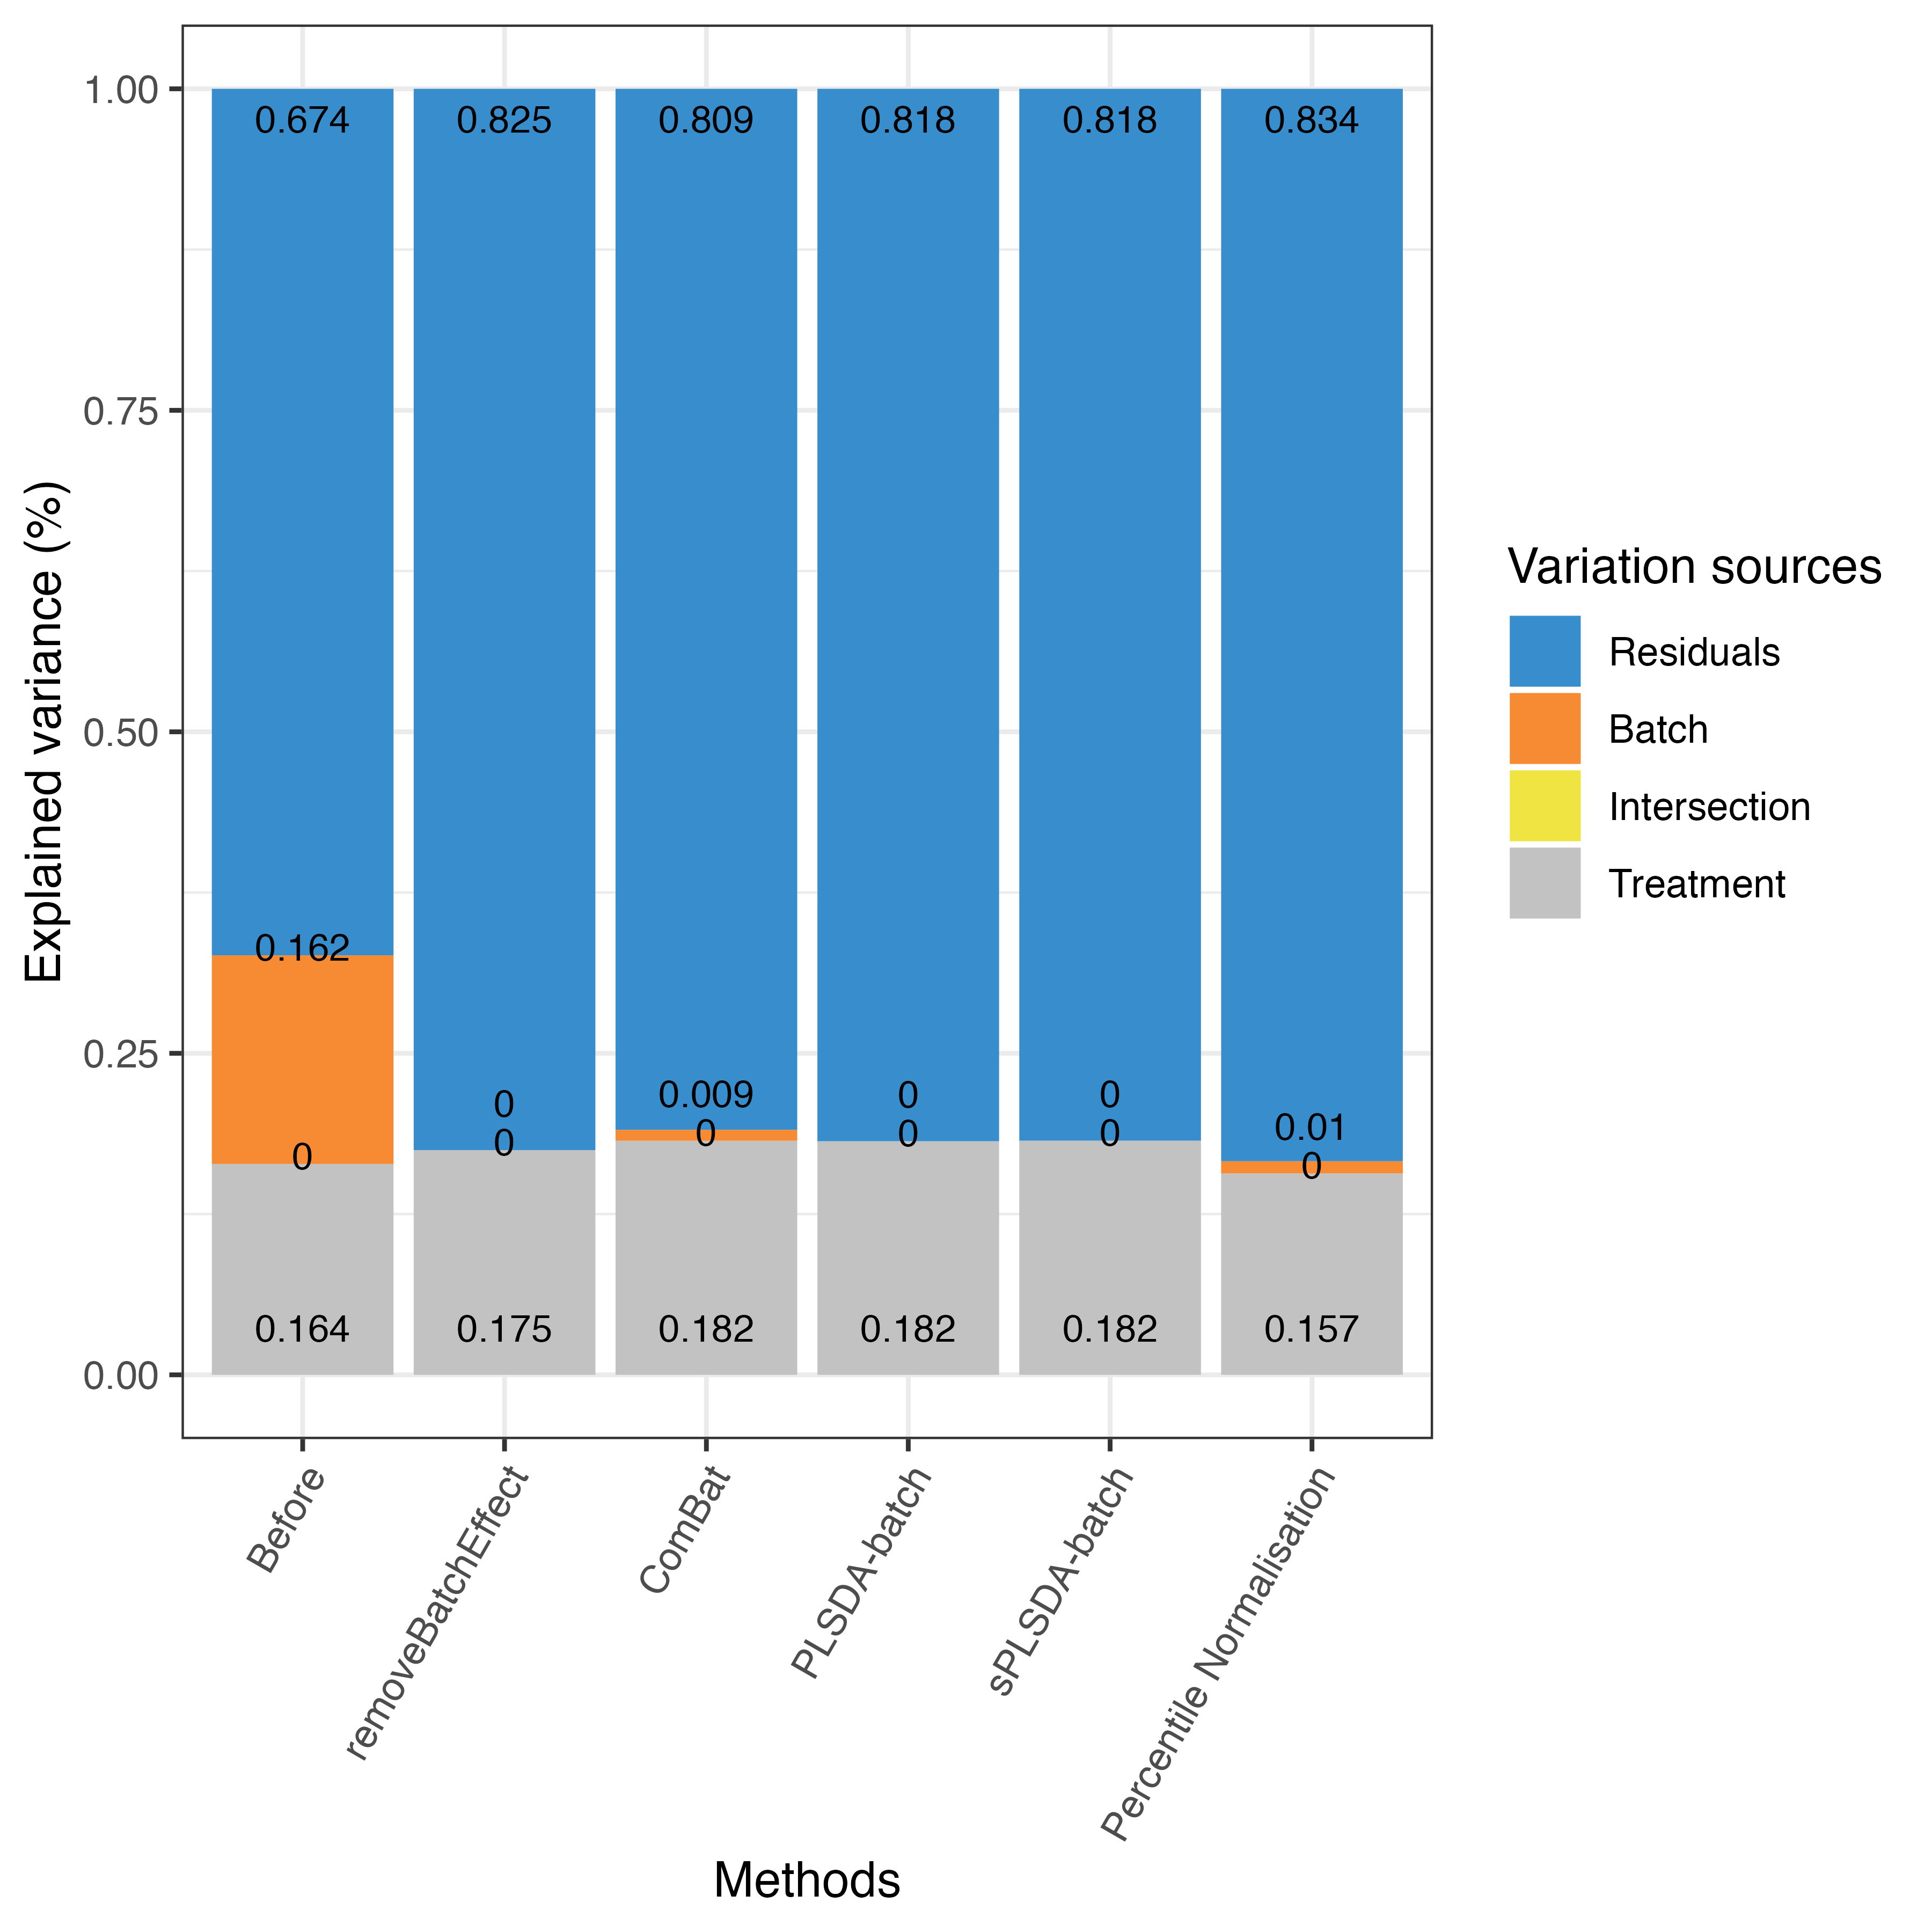 1.00
0.75
0.50
0.25
0.00
Explained variance (%)
0.674 0.825 0.809 0.818 0.818 0.834
0.162
0 0.009 0 0 0.01
0 0 0 0 0 0
0.164 0.175 0.182 0.182 0.182 0.157
Before
removeBatchEffect
ComBat
PLSDA-batch
sPLSDA-batch
Percentile Normalisation
Methods
Variation sources
Residuals
Batch
Intersection
Treatment